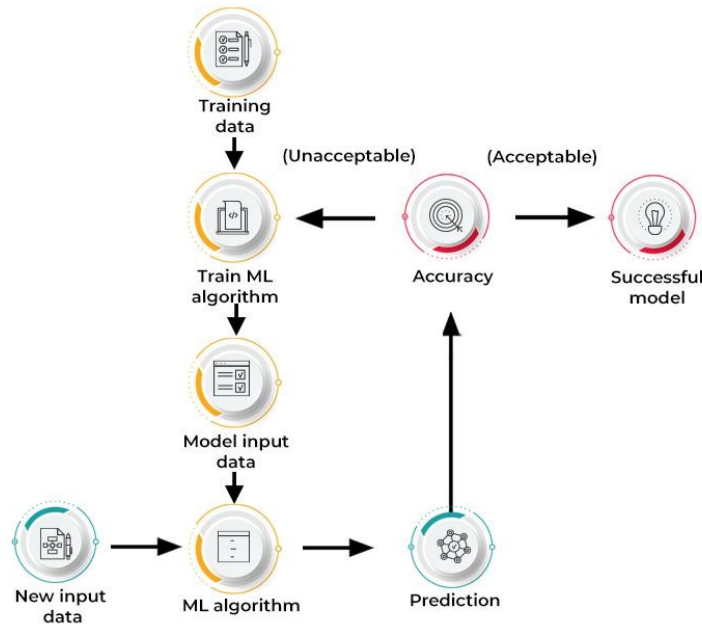 Training
data
(Unacceptable)
(Acceptable)
Train ML
algorithm
Accuracy
Successful
model
Model input
data
New input
data
ML algorithm
Prediction